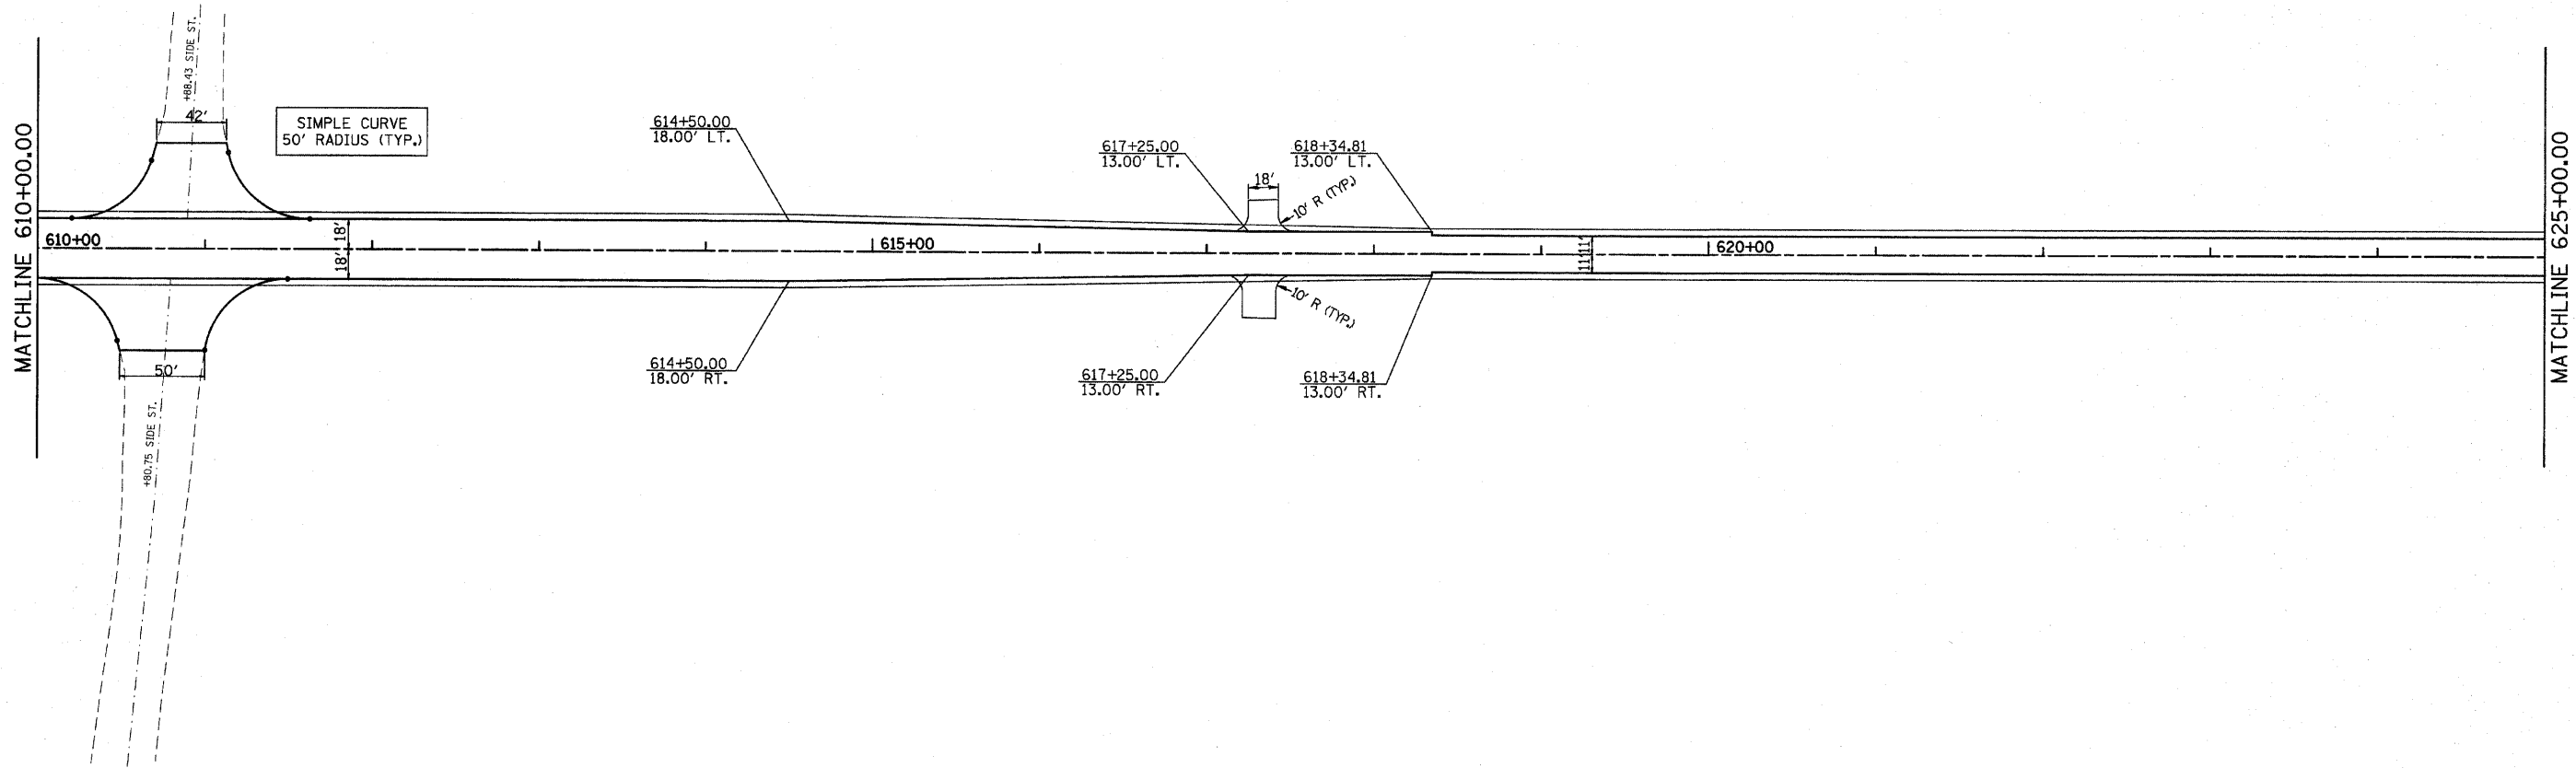 MATCHLINE 610+00.00
+88.43 SIDE ST.
42'
SIMPLE CURVE
50' RADIUS (TYP.)
614+50.00
18.00' LT.
617+25.00
13.00' LT.
618+34.81
13.00' LT.
18'
10' R (TYP.)
610+00
18'
18'
615+00
11'
11'
620+00
MATCHLINE 625+00.00
10' R (TYP.)
50'
+80.75 SIDE ST.
614+50.00
18.00' RT.
617+25.00
13.00' RT.
618+34.81
13.00' RT.